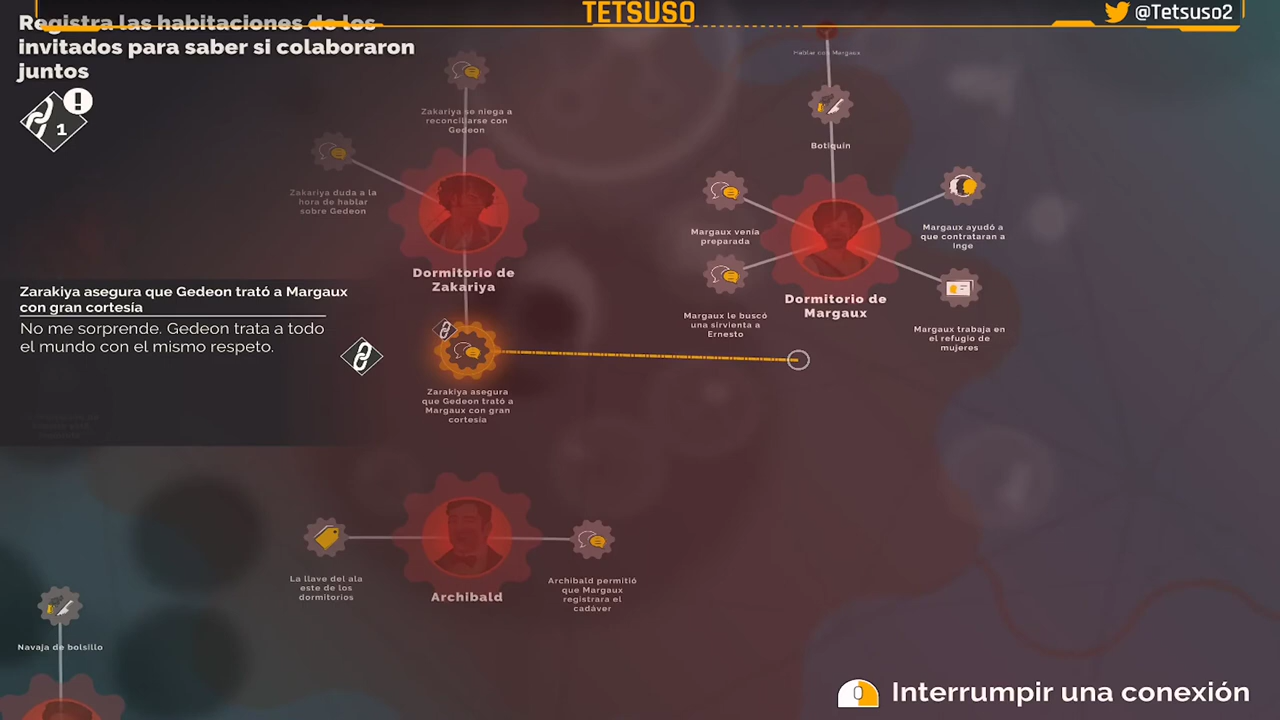 TETSUSO
@Tetsuso2
Registra las habitaciones de los
invitados para saber si colaboraron
juntos
1
Hablar con Margaux
Zakariya se niega a
reconciliarse con
Gedeon
Botiquín
Zakariya duda a la
hora de hablar
sobre Gedeon
Margaux venía
preparada
Margaux ayudó a
que contrataran a
Inge
Dormitorio de
Zakariya
Dormitorio de
Margaux
Margaux le buscó
una sirvienta a
Ernesto
Margaux trabaja en
el refugio de
mujeres
Zarakiya asegura que Gedeon trató a Margaux
con gran cortesía
No me sorprende. Gedeon trata a todo
el mundo con el mismo respeto.
Zarakiya asegura
que Gedeon trató a
Margaux con gran
cortesía
La llave del ala
este de los
dormitorios
Archibald
Archibald permitió
que Margaux
registrara el
cadáver
Navaja de bolsillo
Interrumpir una conexión